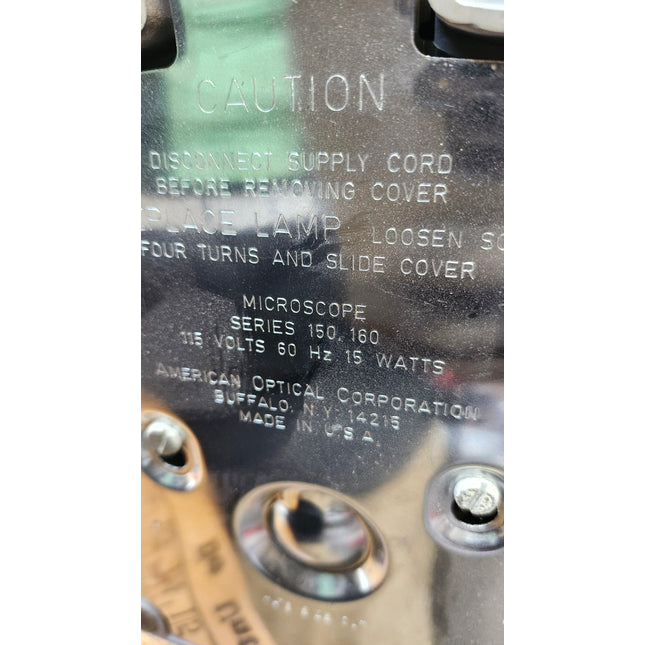 CAUTION
DISCONNECT SUPPLY CORD
BEFORE REMOVING COVER
PLACE LAMP LOOSEN SC
FOUR TURNS AND SLIDE COVER
MICROSCOPE
SERIES 150, 160
115 VOLTS 60 Hz 15 WATTS
AMERICAN OPTICAL CORPORATION
BUFFALO, N.Y. 14215
MADE IN U.S.A.